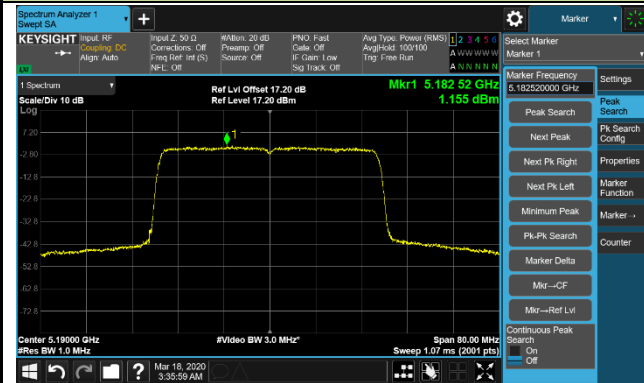 Spectrum Analyzer 1
Swept SA
+
Marker
KEYSIGHT
Input: RF
Coupling: DC
Align: Auto
Input Z: 50 Ω
Corrections: Off
Freq Ref: Int (S)
NFE: Off
#Atten: 20 dB
Preamp: Off
Source: Off
PNO: Fast
Gate: Off
IF Gain: Low
Sig Track: Off
Avg Type: Power (RMS)
Avg|Hold: 100/100
Trig: Free Run
1 2 3 4 5 6
A W W W W W
A N N N N N
LXI
Select Marker
Marker 1
1 Spectrum
Scale/Div 10 dB
Log
Ref Lvl Offset 17.20 dB
Ref Level 17.20 dBm
Mkr1 5.182 52 GHz
1.155 dBm
7.20
-2.80
-12.8
-22.8
-32.8
-42.8
-52.8
-62.8
-72.8
1
Center 5.19000 GHz
#Res BW 1.0 MHz
#Video BW 3.0 MHz*
Span 80.00 MHz
Sweep 1.07 ms (2001 pts)
Marker Frequency
5.182520000 GHz
Peak Search
Next Peak
Next Pk Right
Next Pk Left
Minimum Peak
Pk-Pk Search
Marker Delta
Mkr→CF
Mkr→Ref Lvl
Continuous Peak
Search
On
Off
Settings
Peak
Search
Pk Search
Config
Properties
Marker
Function
Marker→
Counter
?
Mar 18, 2020
3:35:59 AM